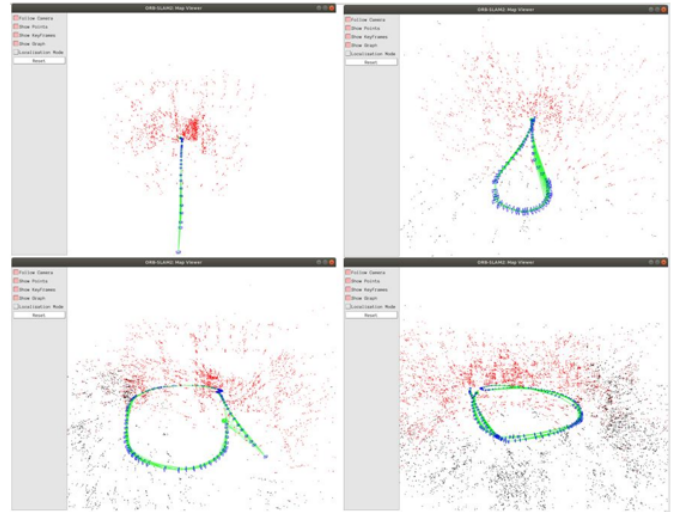 ORB-SLAM2: Map Viewer
Follow Camera
Show Points
Show KeyFrames
Show Graph
Localization Mode
Reset
ORB-SLAM2: Map Viewer
Follow Camera
Show Points
Show KeyFrames
Show Graph
Localization Mode
Reset
ORB-SLAM2: Map Viewer
Follow Camera
Show Points
Show KeyFrames
Show Graph
Localization Mode
Reset
ORB-SLAM2: Map Viewer
Follow Camera
Show Points
Show KeyFrames
Show Graph
Localization Mode
Reset